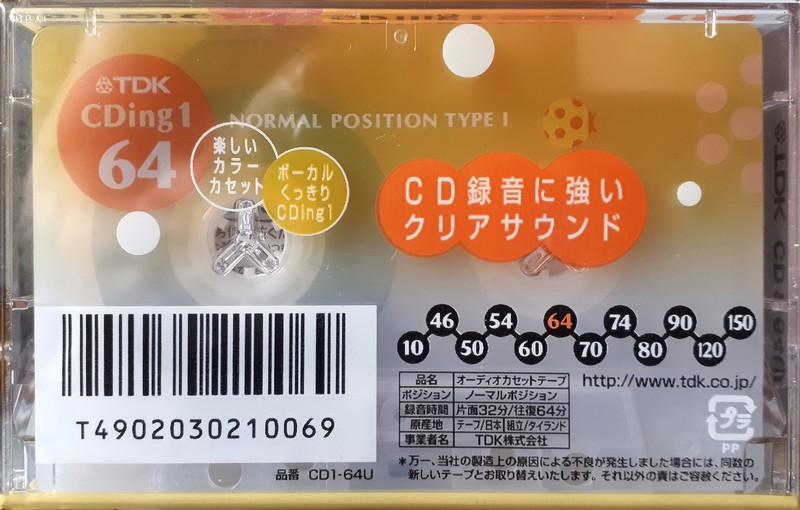 TDK
CDing1
64
NORMAL POSITION TYPE I
楽しい
カラー
カセット
ボーカル
くっきり
CDing1
CD録音に強い
クリアサウンド
10 46 50 54 60 64 70 74 80 90 120 150
T4902030210069
品番 CD1-64U
品名 オーディオカセットテープ
ポジション ノーマルポジション
録音時間 片面32分/往復64分
原産地 テープ/日本 組立/タイランド
事業者名 TDK株式会社
http://www.tdk.co.jp/
プラ
PP
*万一、当社の製造上の原因による不良が発生しました場合には、同数の
新しいテープとお取り替えいたします。それ以外の責はご容赦ください。